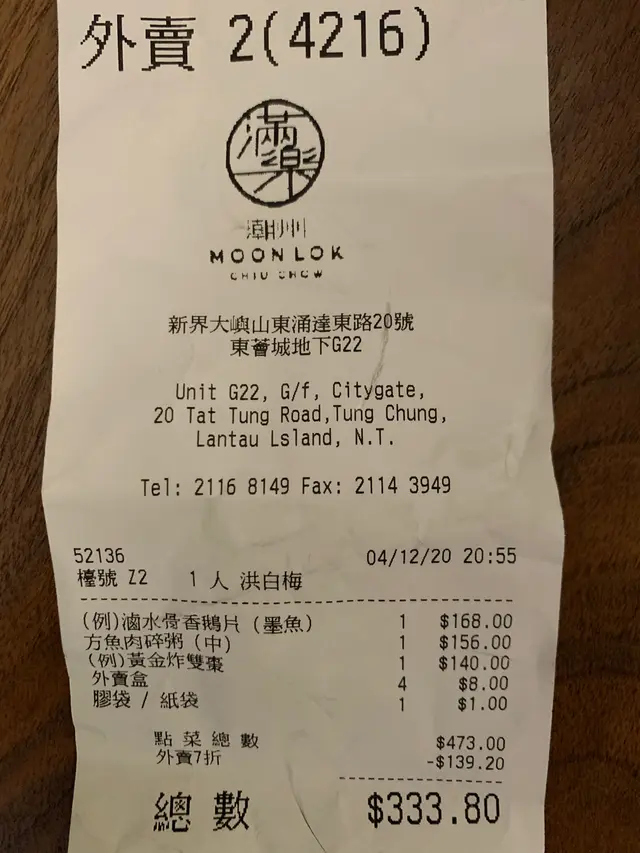 外賣 2(4216)
滿樂
潮州
MOON LOK
CHIU CHOW
新界大嶼山東涌達東路20號
東薈城地下G22
Unit G22, G/f, Citygate,
20 Tat Tung Road,Tung Chung,
Lantau Lsland, N.T.
Tel: 2116 8149 Fax: 2114 3949
52136 04/12/20 20:55
檯號 Z2 1 人 洪白梅
(例)滷水骨香鵝片 (墨魚) 1 $168.00
方魚肉碎粥 (中) 1 $156.00
(例)黃金炸雙棗 1 $140.00
外賣盒 4 $8.00
膠袋 / 紙袋 1 $1.00
點菜總數 $473.00
外賣7折 -$139.20
總數 $333.80